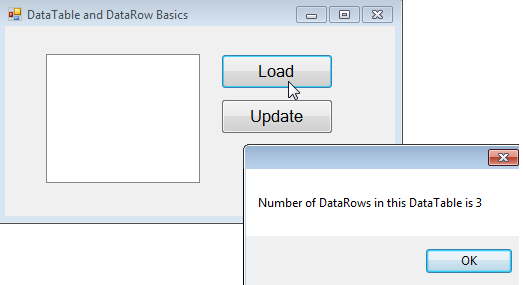 DataTable and DataRow Basics
Load
Update
Number of DataRows in this DataTable is 3
OK